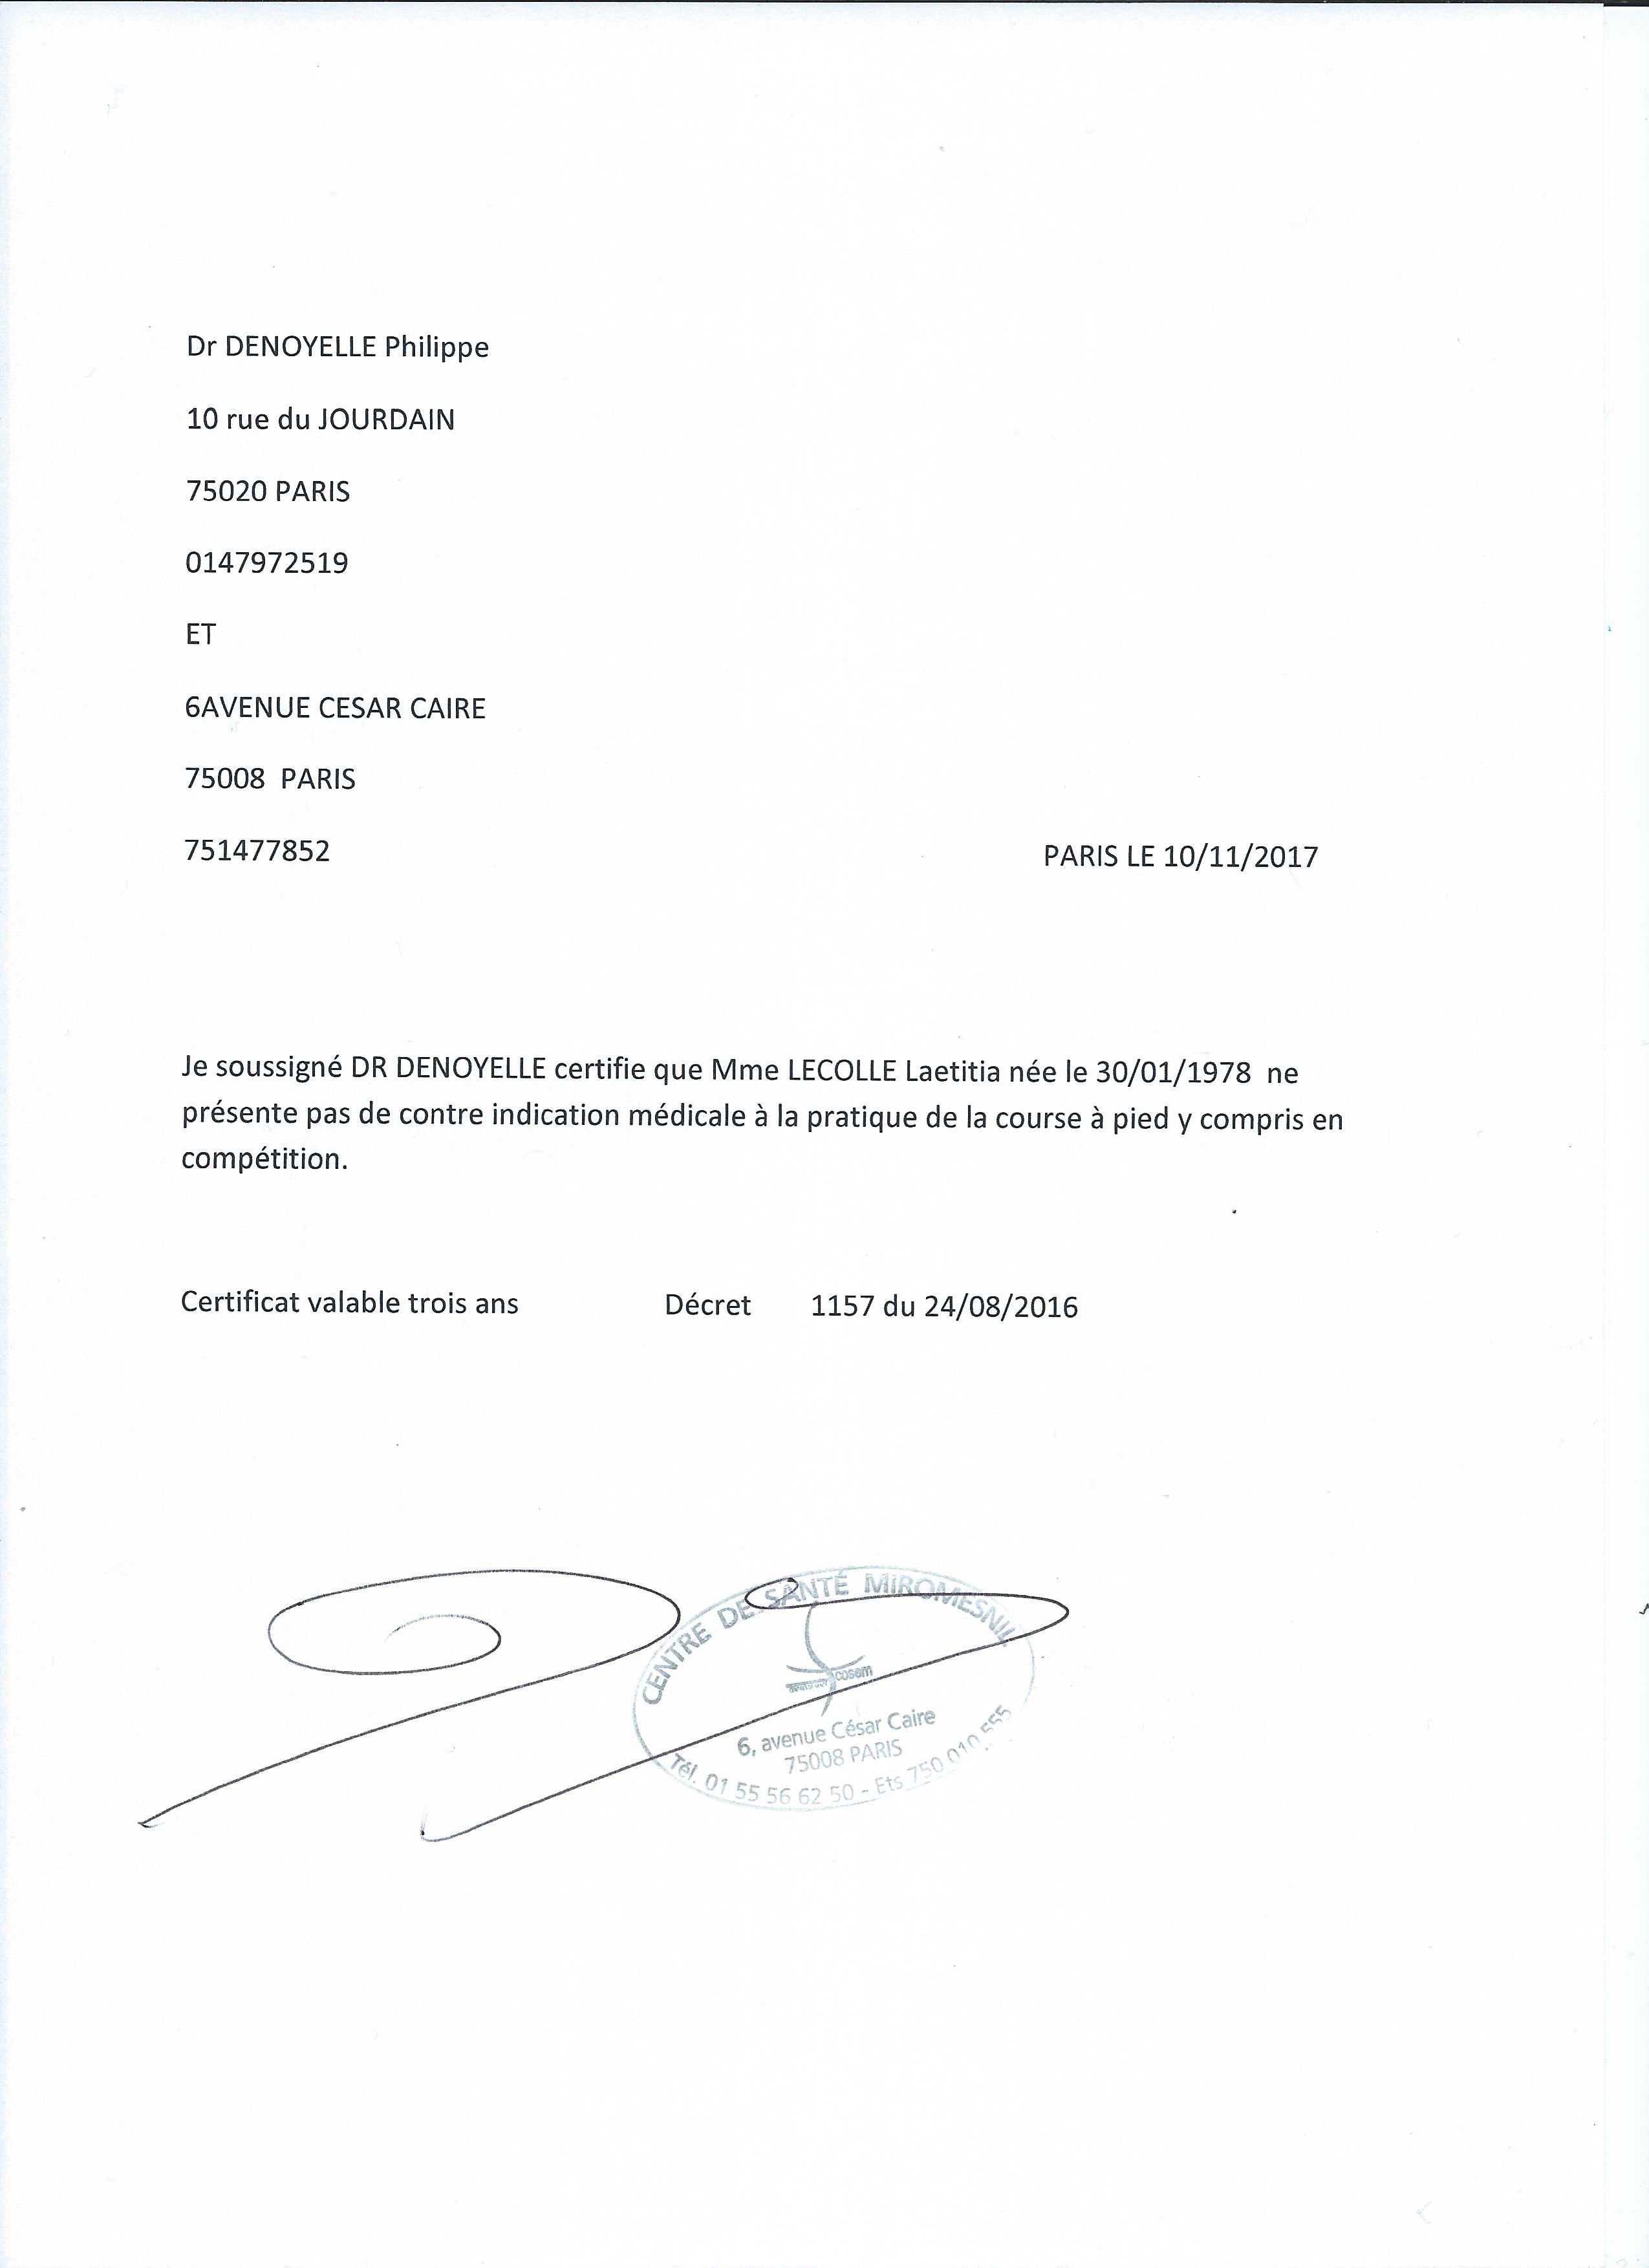 Dr DENOYELLE Philippe
10 rue du JOURDAIN
75020 PARIS
0147972519
ET
6AVENUE CESAR CAIRE
75008  PARIS
751477852
PARIS LE 10/11/2017
Je soussigné DR DENOYELLE certifie que Mme LECOLLE Laetitia née le 30/01/1978  ne
présente pas de contre indication médicale à la pratique de la course à pied y compris en
compétition.
Certificat valable trois ans Décret 1157 du 24/08/2016
CENTRE DE SANTÉ MIROMESNIL
cosem
6, avenue César Caire
75008 PARIS
Tél. 01 55 56 62 50 - Ets 750 010 555